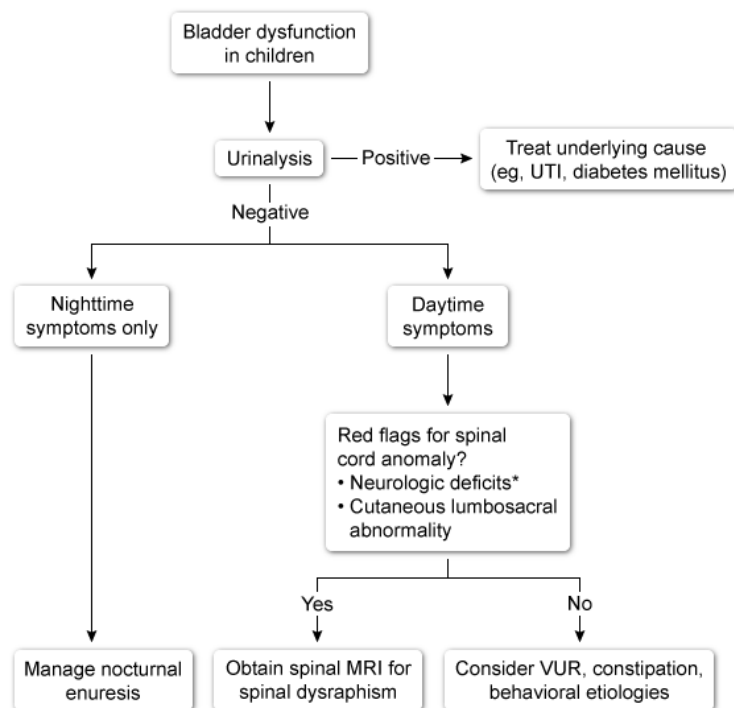 Bladder dysfunction
in children
Urinalysis
Positive
Treat underlying cause
(eg, UTI, diabetes mellitus)
Negative
Nighttime
symptoms only
Daytime
symptoms
Red flags for spinal
cord anomaly?
• Neurologic deficits*
• Cutaneous lumbosacral
abnormality
Yes
No
Manage nocturnal
enuresis
Obtain spinal MRI for
spinal dysraphism
Consider VUR, constipation,
behavioral etiologies